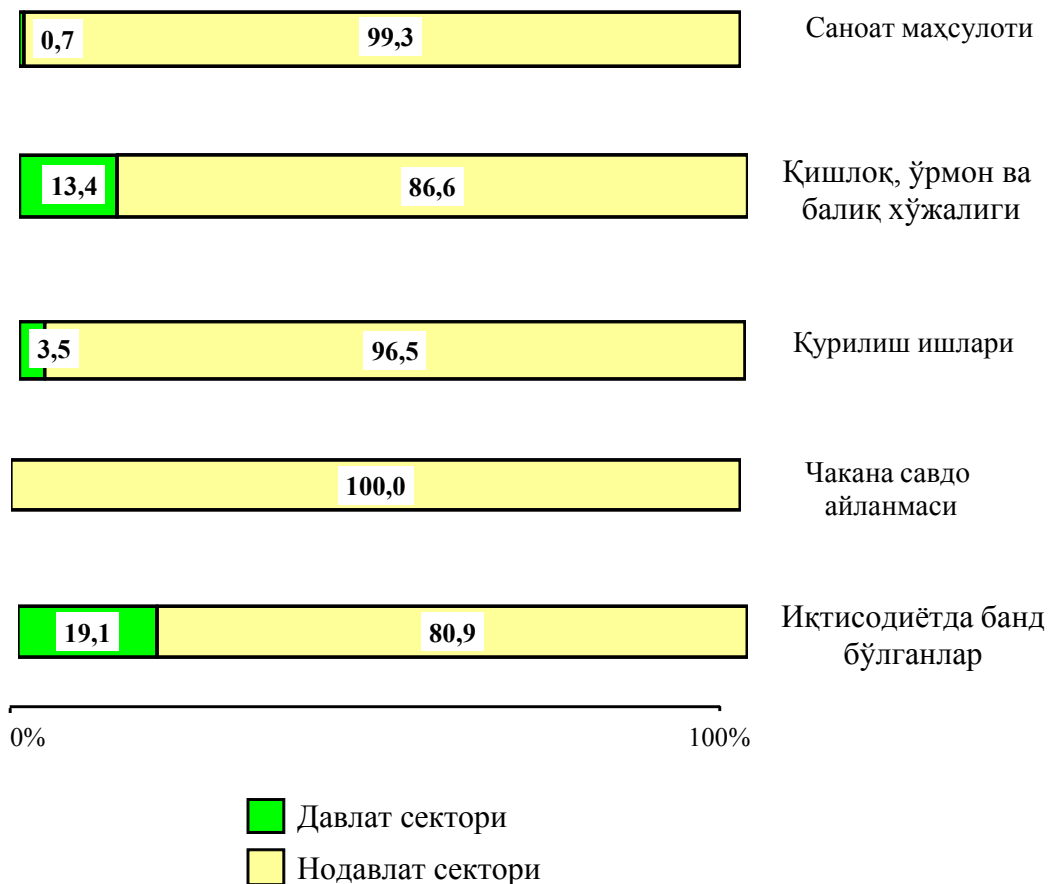 0,7 99,3 Саноат маҳсулоти
13,4 86,6 Қишлоқ, ўрмон ва
балиқ хўжалиги
3,5 96,5 Қурилиш ишлари
100,0 Чакана савдо
айланмаси
19,1 80,9 Иқтисодиётда банд
бўлганлар
0% 100%
Давлат сектори
Нодавлат сектори